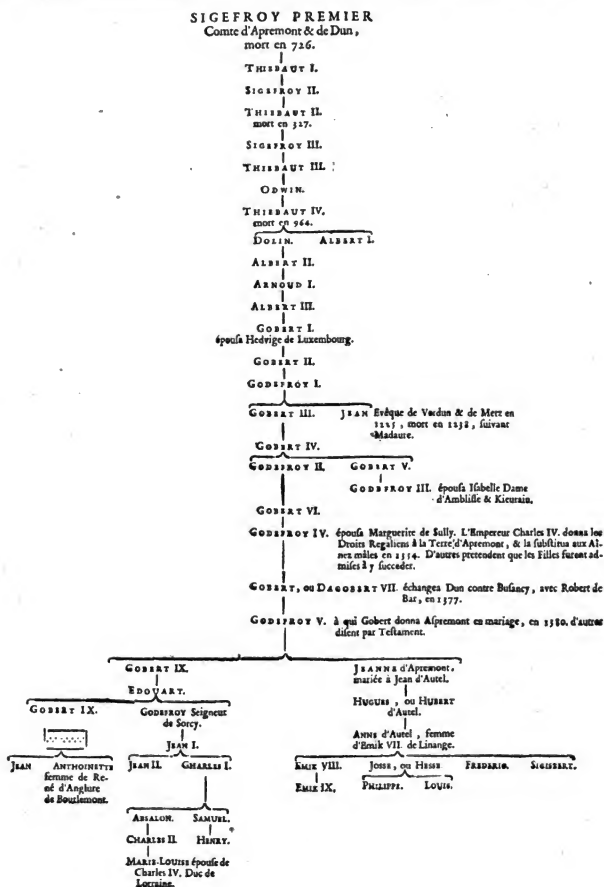 SIGEFROY PREMIER
Comte d'Apremont & de Dun,
mort en 726.
THIEBAUT I.
SIGEFROY II.
THIEBAUT II.
mort en 327.
SIGEFROY III.
THIEBAUT III.
ODWIN.
THIEBAUT IV.
mort en 964.
DOLIN. ALBERT I.
ALBERT II.
ARNOUD I.
ALBERT III.
GOBERT I.
épousa Hedvige de Luxembourg.
GOBERT II.
GODEFROY I.
GOBERT III. JEAN Evêque de Verdun & de Metz en
1225, mort en 1238, suivant
Madaure.
GOBERT IV.
GODEFROY II. GOBERT V.
GODEFROY III. épousa Isabelle Dame
d'Amblisse & Kieurain.
GOBERT VI.
GODEFROY IV. épousa Marguerite de Sully. L'Empereur Charles IV. donna les
Droits Regaliens à la Terre d'Apremont, & la substitua aux Aî-
nez mâles en 1354. D'autres prétendent que les Filles furent ad-
mises à y succeder.
GOBERT, ou DAGOBERT VII. échangea Dun contre Busancy, avec Robert de
Bar, en 1377.
GODEFROY V. à qui Gobert donna Aspremont en mariage, en 1380. d'autres
disent par Testament.
GOBERT IX. JEANNE d'Apremont,
mariée à Jean d'Autel.
EDOUART.
HUGUES, ou HUBERT
d'Autel.
GOBERT IX. GODEFROY Seigneur
de Sorcy.
ANNE d'Autel, femme
d'Emik VII. de Linange.
JEAN I.
JEAN ANTHOINETTE
femme de Re-
né d'Anglure
de Bourlemont.
JEAN II. CHARLES I.
EMIK VIII. JOSSE, ou HESSE FREDERIC. SIGISBERT.
EMIK IX. PHILIPPE. LOUIS.
ABSALON. SAMUEL.
CHARLES II. HENRY.
MARIE-LOUISE épouse de
Charles IV. Duc de
Lorraine.